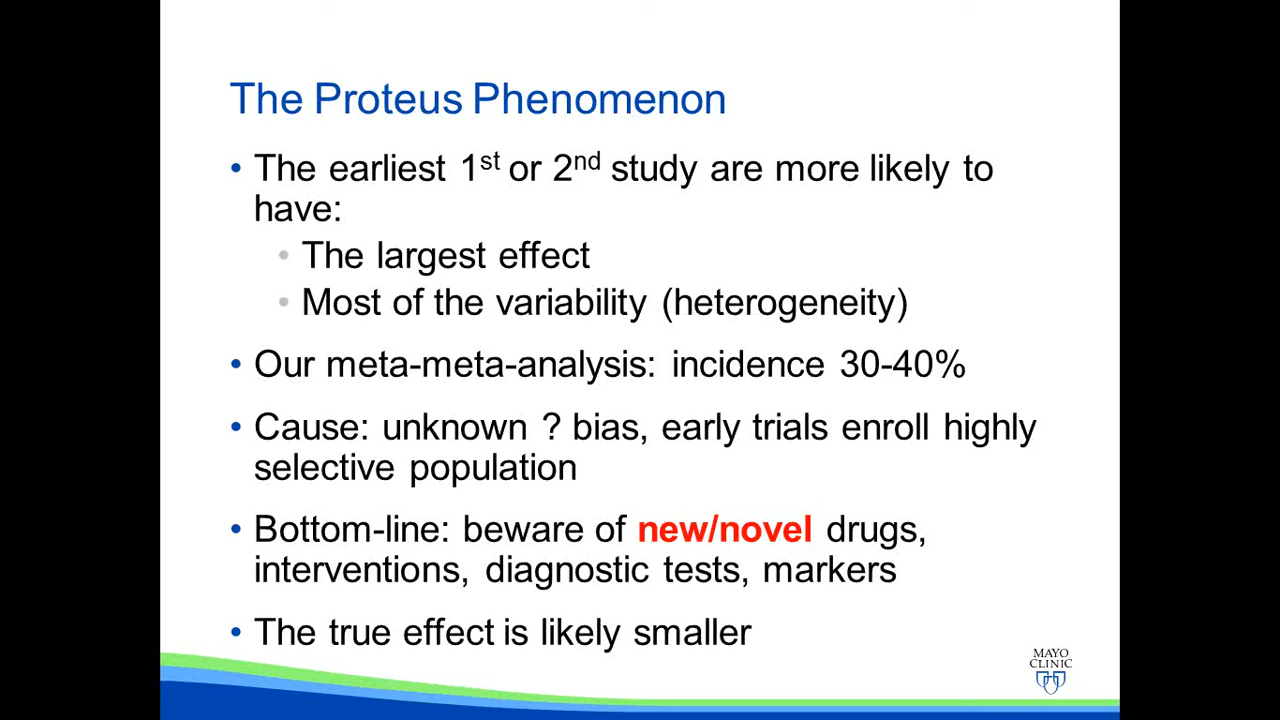 The Proteus Phenomenon
• The earliest 1st or 2nd study are more likely to
have:
• The largest effect
• Most of the variability (heterogeneity)
• Our meta-meta-analysis: incidence 30-40%
• Cause: unknown ? bias, early trials enroll highly
selective population
• Bottom-line: beware of new/novel drugs,
interventions, diagnostic tests, markers
• The true effect is likely smaller
MAYO
CLINIC